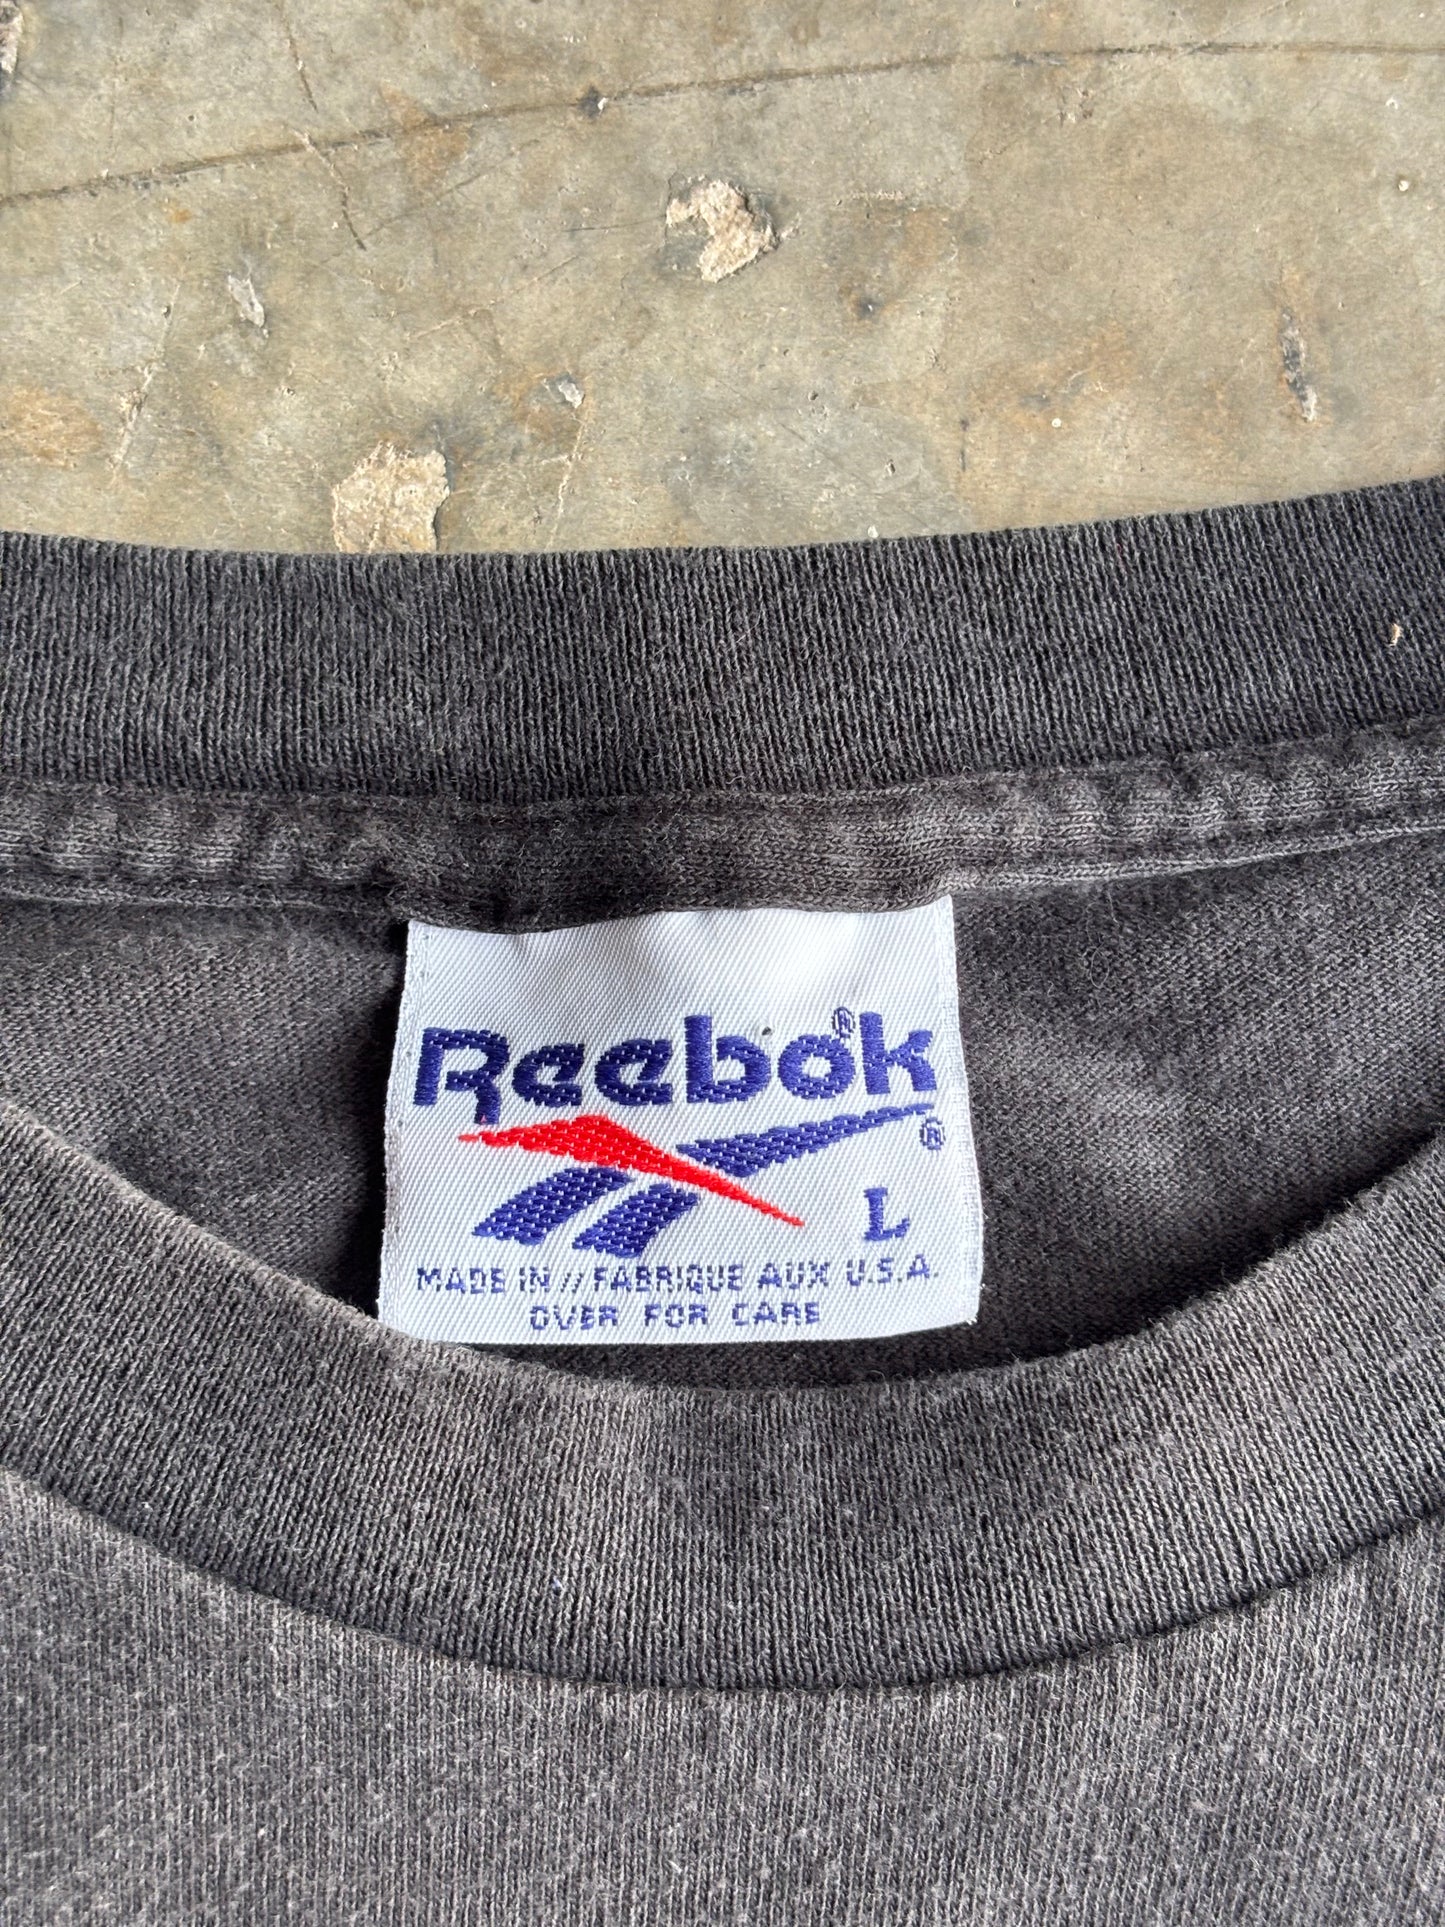 Reebok®
®
L
MADE IN // FABRIQUE AUX U.S.A.
OVER FOR CARE